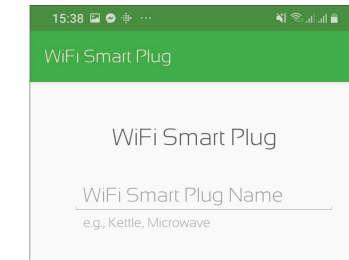 15:38
WiFi Smart Plug
WiFi Smart Plug
WiFi Smart Plug Name
e.g., Kettle, Microwave